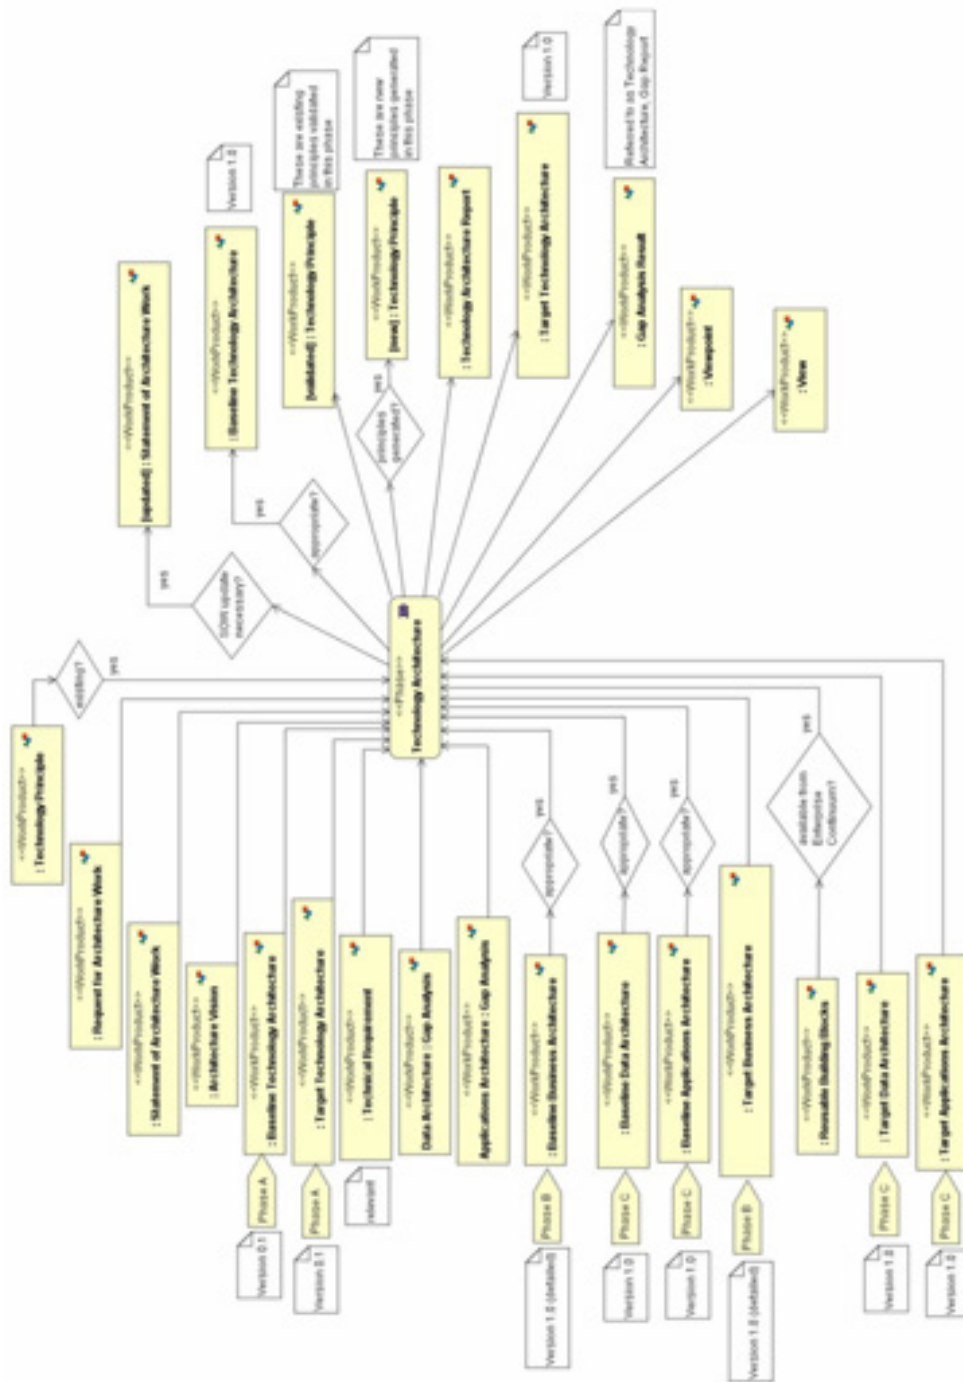 <<WorkProduct>>
: Technology Principle
existing?
yes
<<WorkProduct>>
: Request for Architecture Work
<<WorkProduct>>
: Statement of Architecture Work
<<WorkProduct>>
: Architecture Vision
<<WorkProduct>>
: Baseline Technology Architecture
Phase A
Version 0.1
<<WorkProduct>>
: Target Technology Architecture
Phase A
Version 0.1
<<WorkProduct>>
: Technical Requirement
relevant
<<WorkProduct>>
Data Architecture : Gap Analysis
<<WorkProduct>>
Applications Architecture : Gap Analysis
<<WorkProduct>>
: Baseline Business Architecture
Phase B
Version 1.0 (detailed)
appropriate?
yes
<<WorkProduct>>
: Baseline Data Architecture
Phase C
Version 1.0
appropriate?
yes
<<WorkProduct>>
: Baseline Applications Architecture
Phase C
Version 1.0
appropriate?
yes
<<WorkProduct>>
: Target Business Architecture
Phase B
Version 1.0 (detailed)
<<WorkProduct>>
: Reusable Building Blocks
available from
Enterprise
Continuum?
yes
<<WorkProduct>>
: Target Data Architecture
Phase C
Version 1.0
<<WorkProduct>>
: Target Applications Architecture
Phase C
Version 1.0
<<Phase>>
Technology Architecture
SOW update
necessary?
yes
<<WorkProduct>>
[updated] : Statement of Architecture Work
appropriate?
yes
<<WorkProduct>>
: Baseline Technology Architecture
Version 1.0
<<WorkProduct>>
[validated] : Technology Principle
These are existing
principles validated
in this phase
principles
generated?
yes
<<WorkProduct>>
[new] : Technology Principle
These are new
principles generated
in this phase
<<WorkProduct>>
: Technology Architecture Report
<<WorkProduct>>
: Target Technology Architecture
Version 1.0
<<WorkProduct>>
: Gap Analysis Result
Referred to as Technology
Architecture, Gap Report
<<WorkProduct>>
: Viewpoint
<<WorkProduct>>
: View